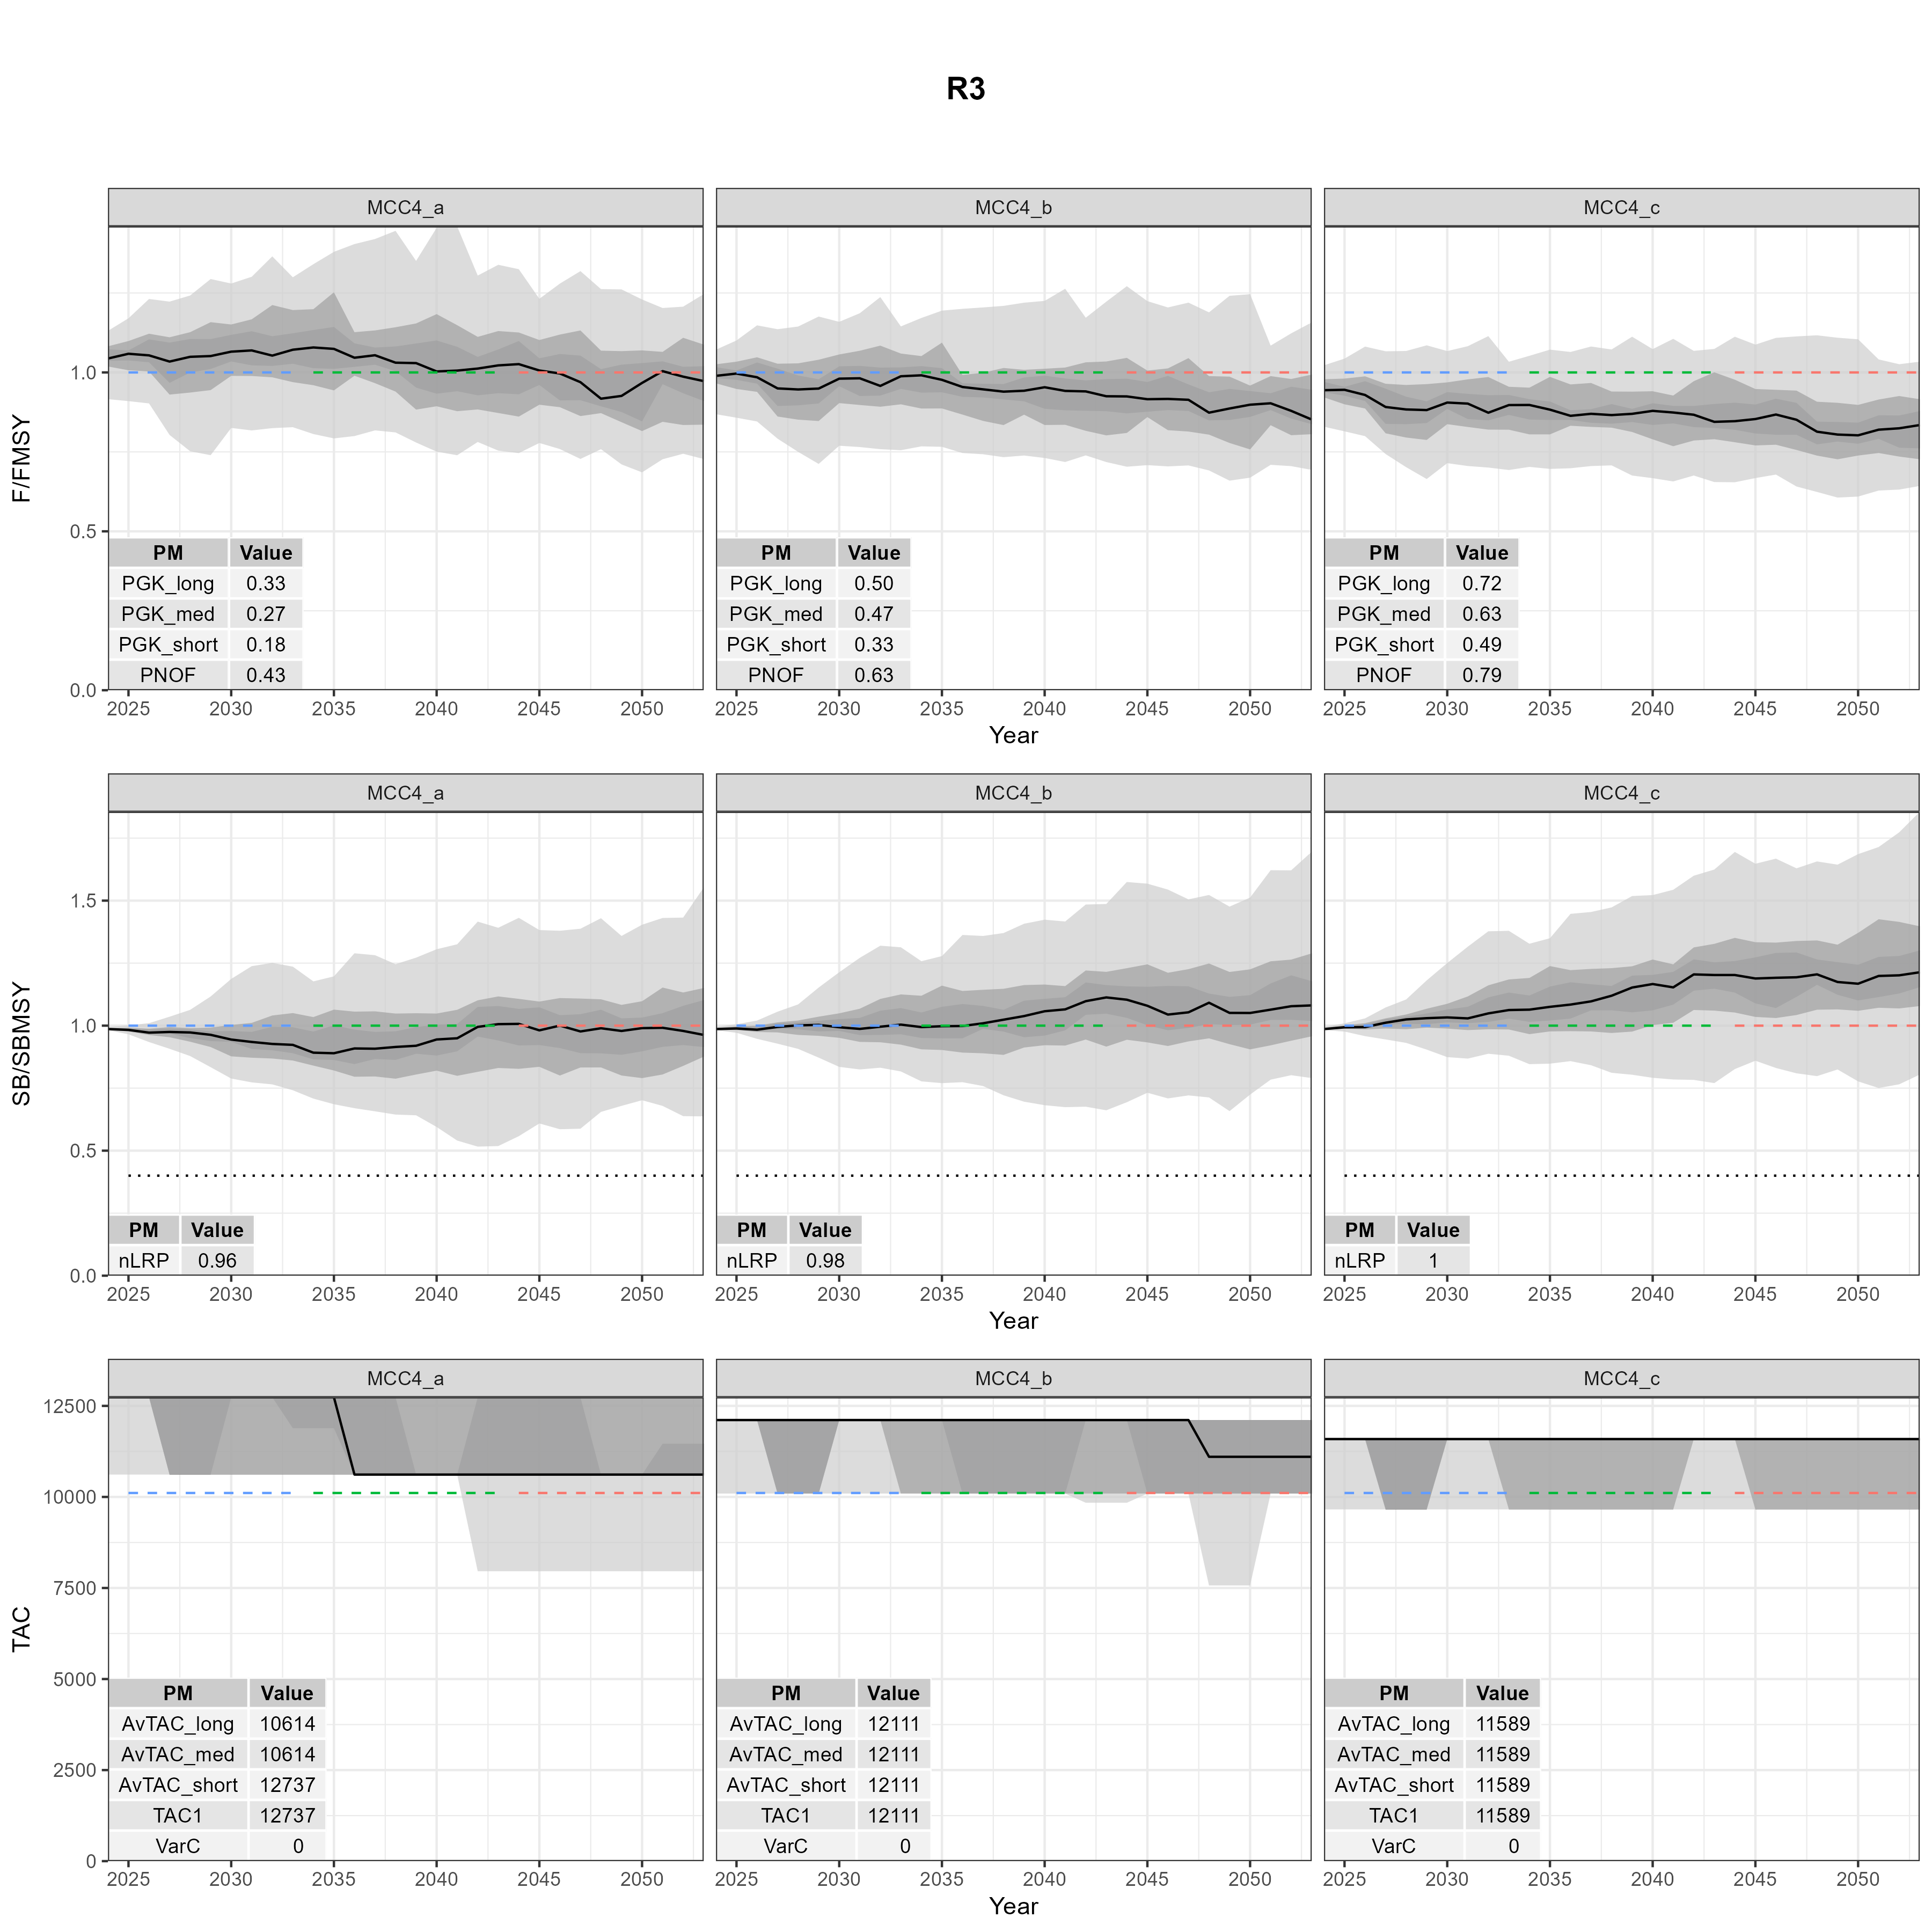 R3
MCC4_a MCC4_b MCC4_c
F/FMSY
1.0
0.5
0.0
PM Value PM Value PM Value
PGK_long 0.33 PGK_long 0.50 PGK_long 0.72
PGK_med 0.27 PGK_med 0.47 PGK_med 0.63
PGK_short 0.18 PGK_short 0.33 PGK_short 0.49
PNOF 0.43 PNOF 0.63 PNOF 0.79
2025 2030 2035 2040 2045 2050 2025 2030 2035 2040 2045 2050 2025 2030 2035 2040 2045 2050
Year
MCC4_a MCC4_b MCC4_c
SB/SBMSY
1.5
1.0
0.5
0.0
PM Value PM Value PM Value
nLRP 0.96 nLRP 0.98 nLRP 1
2025 2030 2035 2040 2045 2050 2025 2030 2035 2040 2045 2050 2025 2030 2035 2040 2045 2050
Year
MCC4_a MCC4_b MCC4_c
TAC
12500
10000
7500
5000
2500
0
PM Value PM Value PM Value
AvTAC_long 10614 AvTAC_long 12111 AvTAC_long 11589
AvTAC_med 10614 AvTAC_med 12111 AvTAC_med 11589
AvTAC_short 12737 AvTAC_short 12111 AvTAC_short 11589
TAC1 12737 TAC1 12111 TAC1 11589
VarC 0 VarC 0 VarC 0
2025 2030 2035 2040 2045 2050 2025 2030 2035 2040 2045 2050 2025 2030 2035 2040 2045 2050
Year